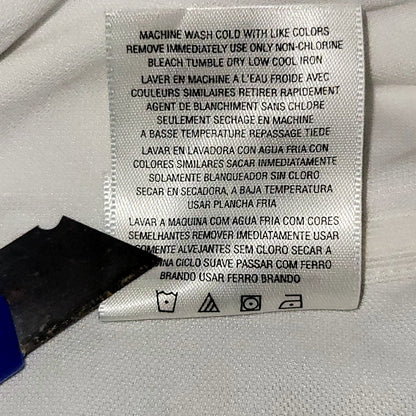 MACHINE WASH COLD WITH LIKE COLORS
REMOVE IMMEDIATELY USE ONLY NON-CHLORINE
BLEACH TUMBLE DRY LOW COOL IRON
LAVER EN MACHINE A L'EAU FROIDE AVEC
COULEURS SIMILAIRES RETIRER RAPIDEMENT
AGENT DE BLANCHIMENT SANS CHLORE
SEULEMENT SECHAGE EN MACHINE
A BASSE TEMPERATURE REPASSAGE TIEDE
LAVAR EN LAVADORA CON AGUA FRIA CON
COLORES SIMILARES SACAR IMMEDIATAMENTE
SOLAMENTE BLANQUEADOR SIN CLORO
SECAR EN SECADORA, A BAJA TEMPERATURA
USAR PLANCHA FRIA
LAVAR A MAQUINA COM AGUA FRIA COM CORES
SEMELHANTES REMOVER IMEDIATAMENTE USAR
ALVEJANTES SEM CLORO SECAR A
CICLO SUAVE PASSAR COM FERRO
BRANDO USAR FERRO BRANDO